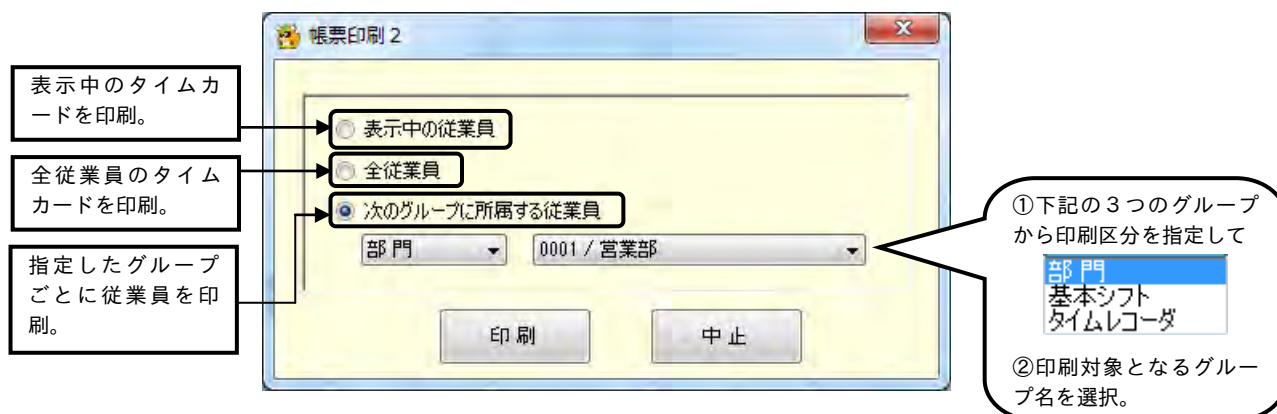 帳票印刷2
表示中のタイムカ
ードを印刷。
全従業員のタイム
カードを印刷。
指定したグループ
ごとに従業員を印
刷。
表示中の従業員
全従業員
次のグループに所属する従業員
部門
0001 / 営業部
印刷
中止
①下記の3つのグループ
から印刷区分を指定して
部門
基本シフト
タイムレコーダ
②印刷対象となるグルー
プ名を選択。